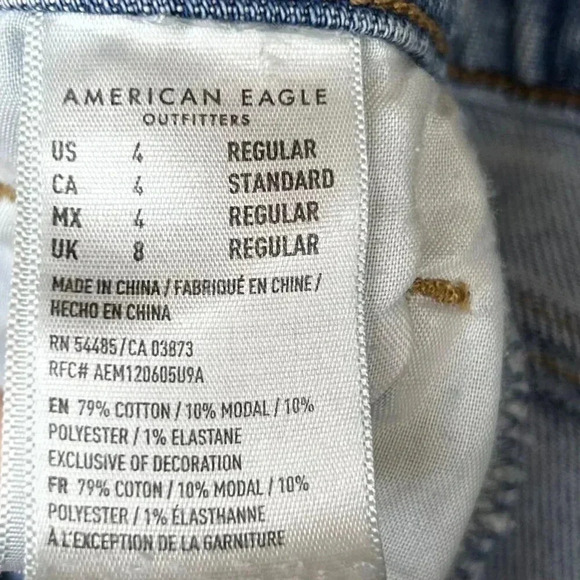 AMERICAN EAGLE
OUTFITTERS
US 4 REGULAR
CA 4 STANDARD
MX 4 REGULAR
UK 8 REGULAR
MADE IN CHINA / FABRIQUÉ EN CHINE /
HECHO EN CHINA
RN 54485 / CA 03873
RFC# AEM120605U9A
EN 79% COTTON / 10% MODAL / 10%
POLYESTER / 1% ELASTANE
EXCLUSIVE OF DECORATION
FR 79% COTON / 10% MODAL / 10%
POLYESTER / 1% ÉLASTHANNE
À L'EXCEPTION DE LA GARNITURE